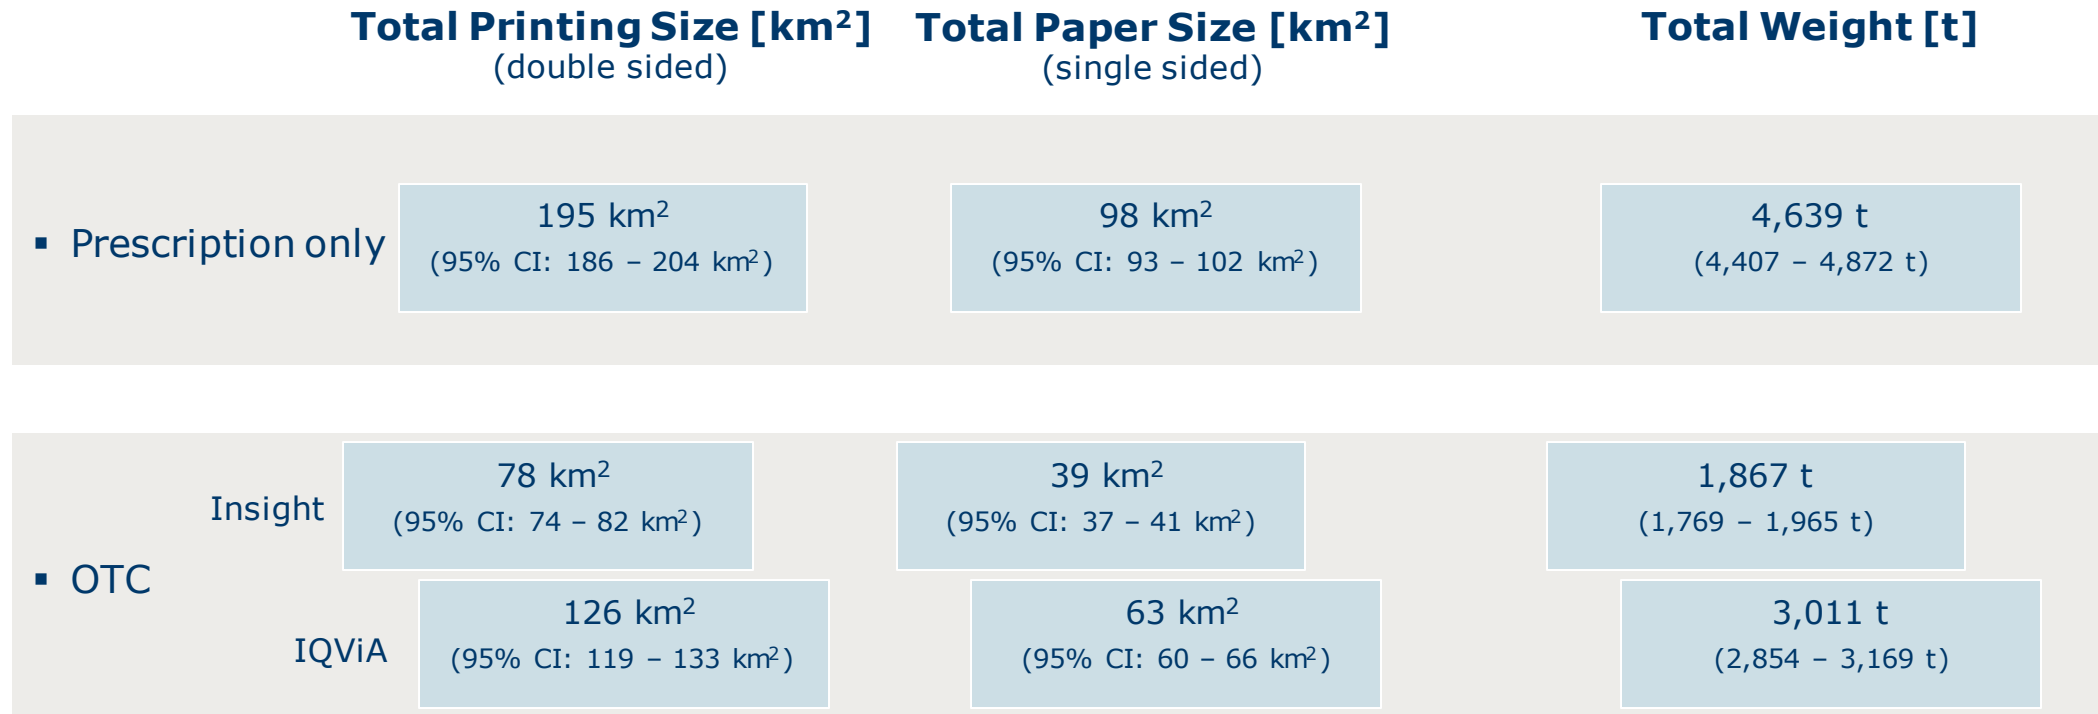 Total Printing Size [km²]
(double sided)
Total Paper Size [km²]
(single sided)
Total Weight [t]
▪ Prescription only
195 km²
(95% CI: 186 – 204 km²)
98 km²
(95% CI: 93 – 102 km²)
4,639 t
(4,407 – 4,872 t)
▪ OTC
Insight
78 km²
(95% CI: 74 – 82 km²)
39 km²
(95% CI: 37 – 41 km²)
1,867 t
(1,769 – 1,965 t)
IQViA
126 km²
(95% CI: 119 – 133 km²)
63 km²
(95% CI: 60 – 66 km²)
3,011 t
(2,854 – 3,169 t)